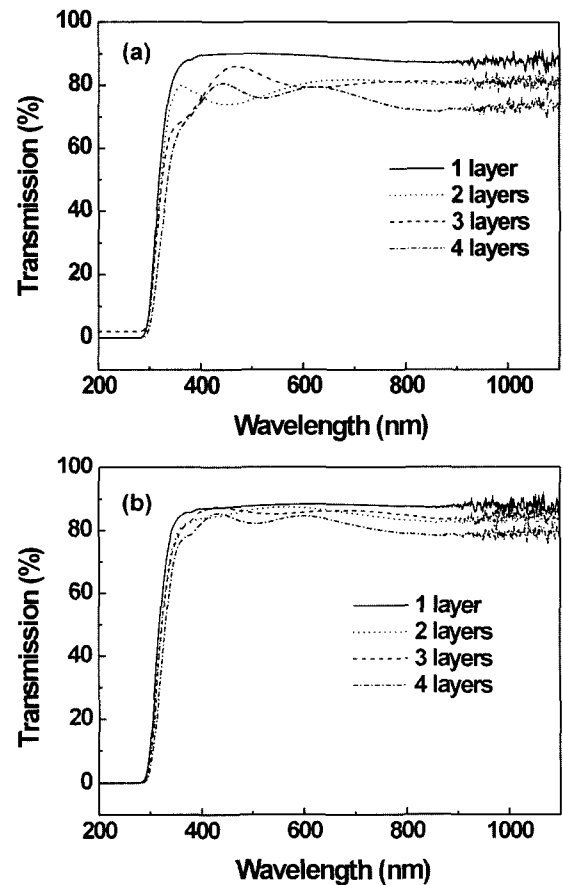 100
(a)
80
60
40
20
0
Transmission (%)
1 layer
2 layers
3 layers
4 layers
200
400
600
800
1000
Wavelength (nm)
100
(b)
80
60
40
20
0
Transmission (%)
1 layer
2 layers
3 layers
4 layers
200
400
600
800
1000
Wavelength (nm)